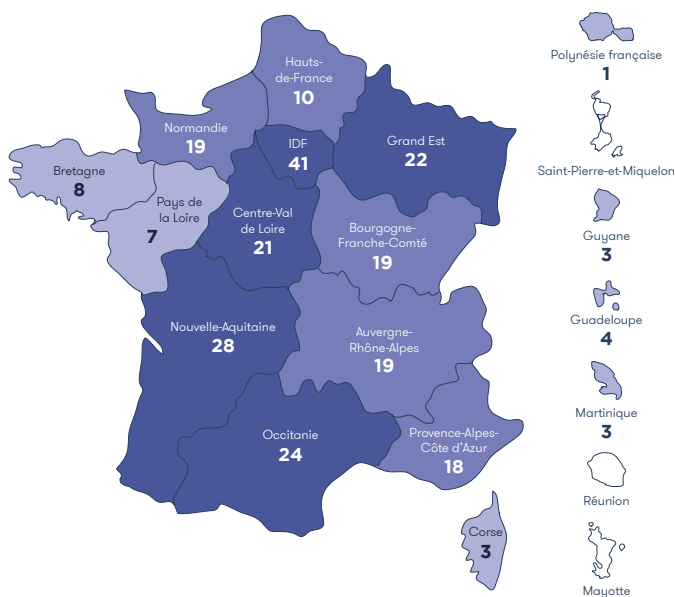 Hauts-
de-France
10
Normandie
19
IDF
41
Grand Est
22
Bretagne
8
Pays de
la Loire
7
Centre-Val
de Loire
21
Bourgogne-
Franche-Comté
19
Nouvelle-Aquitaine
28
Auvergne-
Rhône-Alpes
19
Occitanie
24
Provence-Alpes-
Côte d'Azur
18
Corse
3
Polynésie française
1
Saint-Pierre-et-Miquelon
Guyane
3
Guadeloupe
4
Martinique
3
Réunion
Mayotte